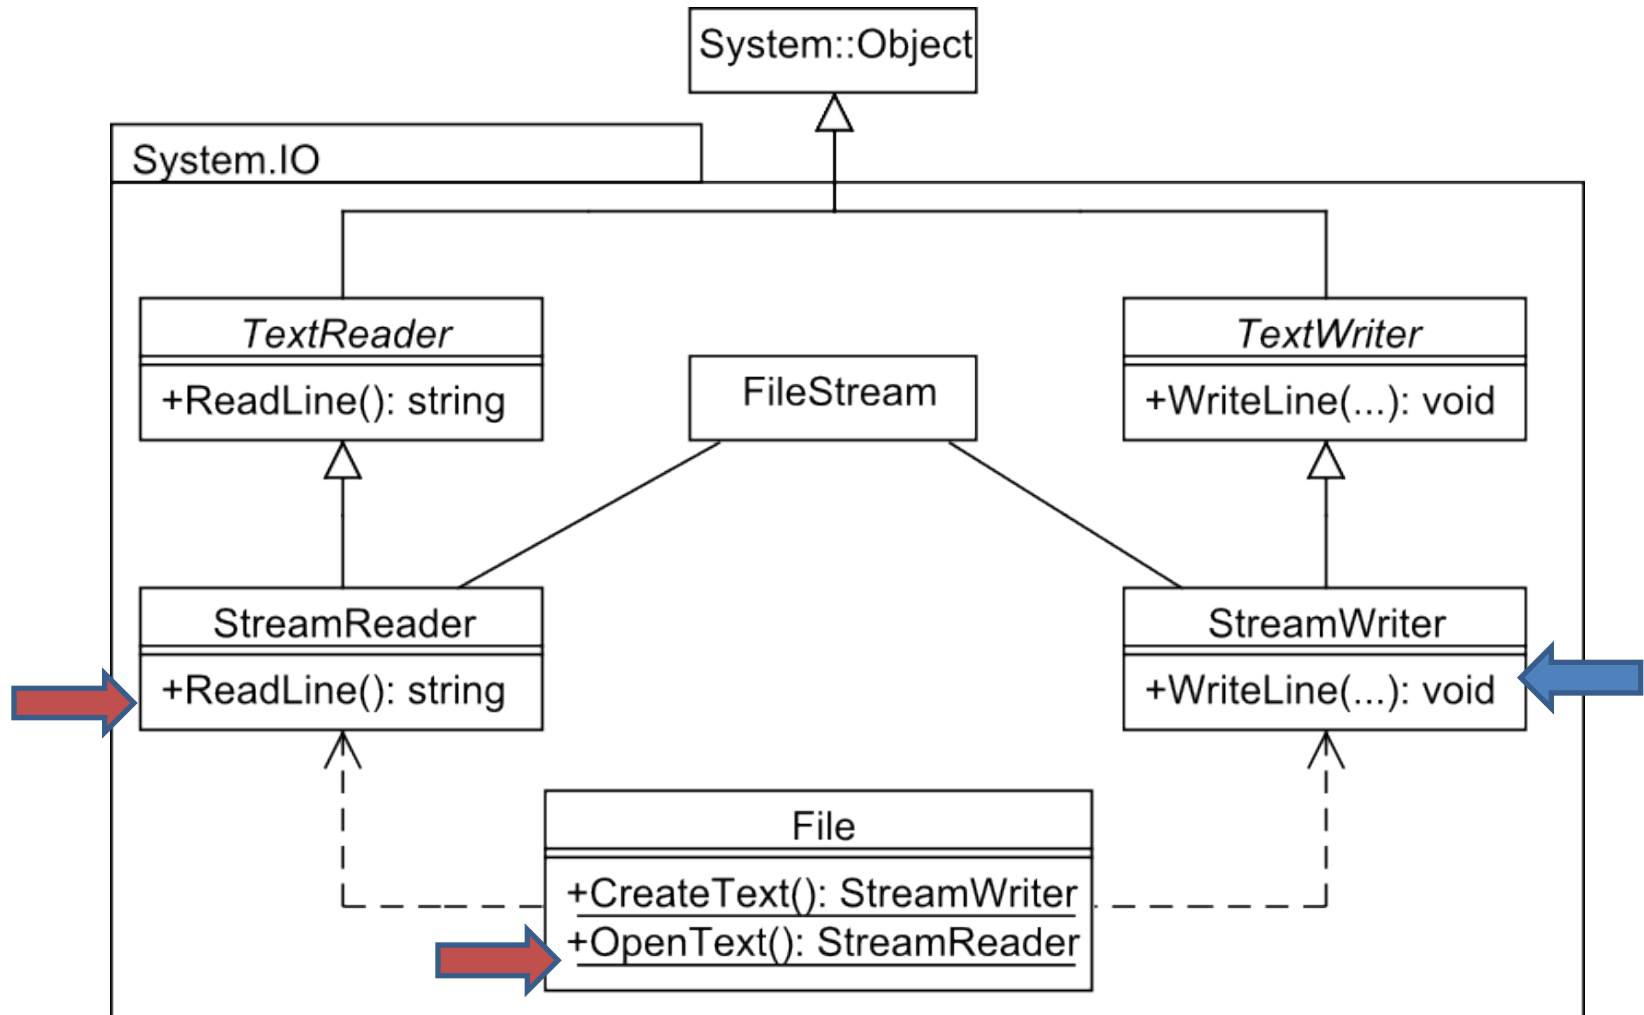 System::Object
System.IO
TextReader
+ReadLine(): string
FileStream
TextWriter
+WriteLine(...): void
StreamReader
+ReadLine(): string
StreamWriter
+WriteLine(...): void
File
+CreateText(): StreamWriter
+OpenText(): StreamReader